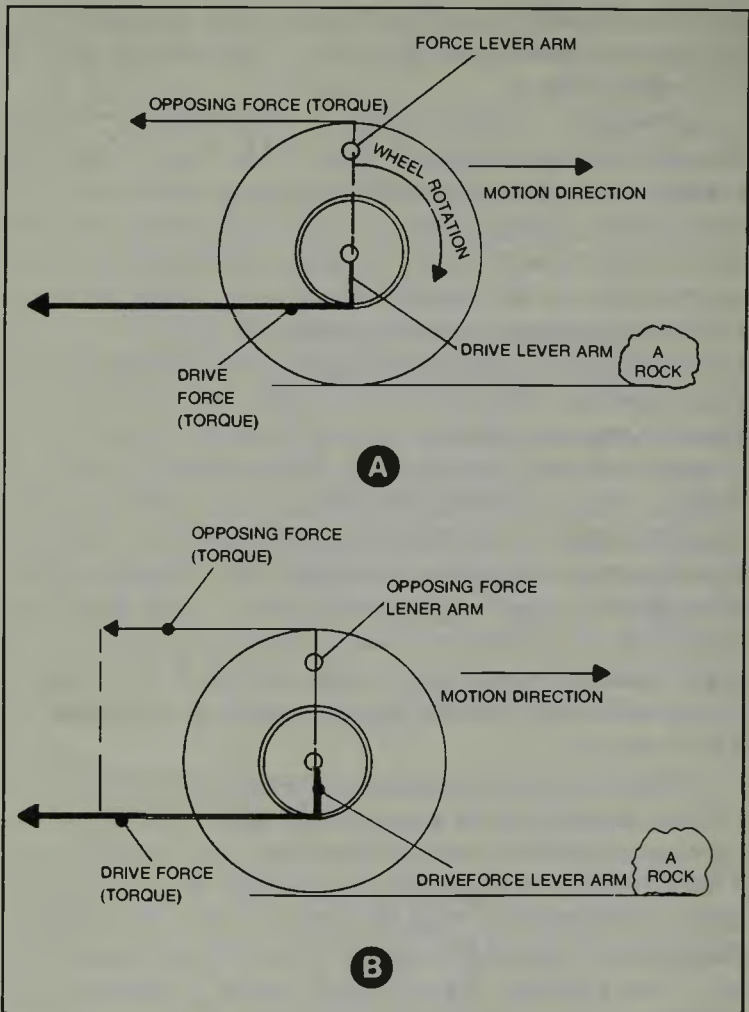 FORCE LEVER ARM
OPPOSING FORCE (TORQUE)
WHEEL ROTATION
MOTION DIRECTION
DRIVE LEVER ARM
A
ROCK
DRIVE
FORCE
(TORQUE)
A
OPPOSING FORCE
(TORQUE)
OPPOSING FORCE
LENER ARM
MOTION DIRECTION
DRIVE FORCE
(TORQUE)
DRIVEFORCE LEVER ARM
A
ROCK
B